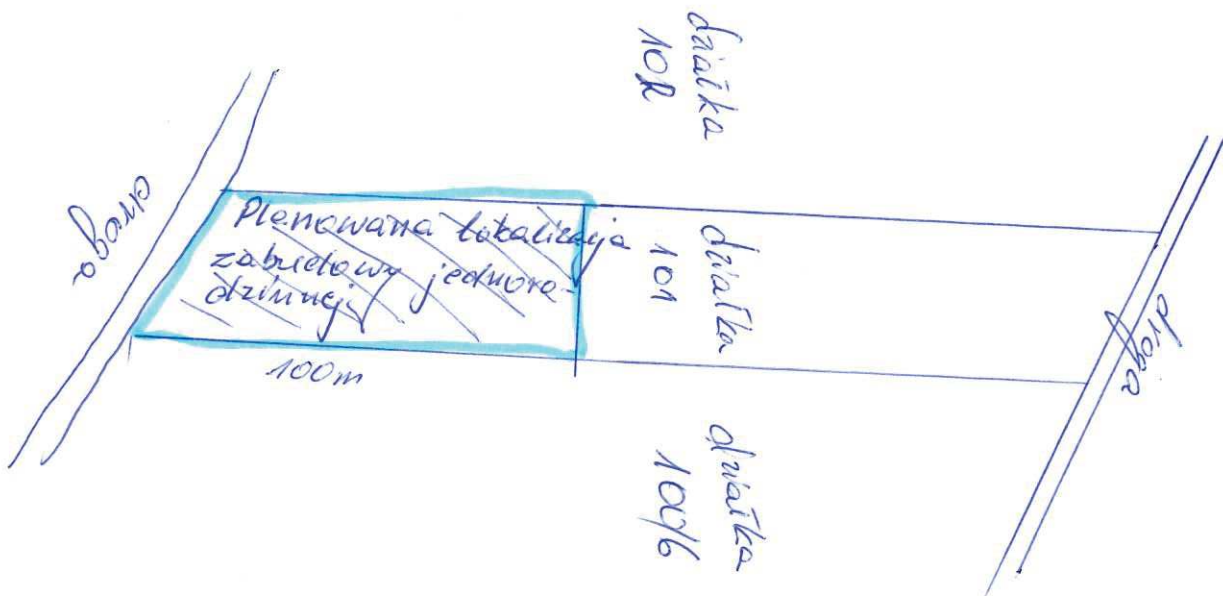 działka
102
droga
Planowana lokalizacja
zabudowy jednoro-
dzinnej
100m
działka
101
droga
działka
100/6